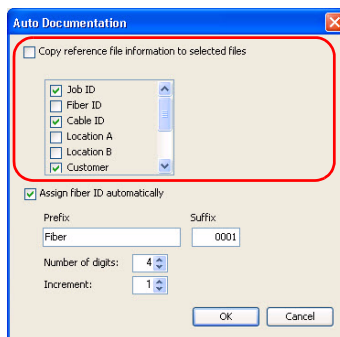 Auto Documentation
Copy reference file information to selected files
Job ID
Fiber ID
Cable ID
Location A
Location B
Customer
Assign fiber ID automatically
Prefix Suffix
Fiber 0001
Number of digits: 4
Increment: 1
OK Cancel